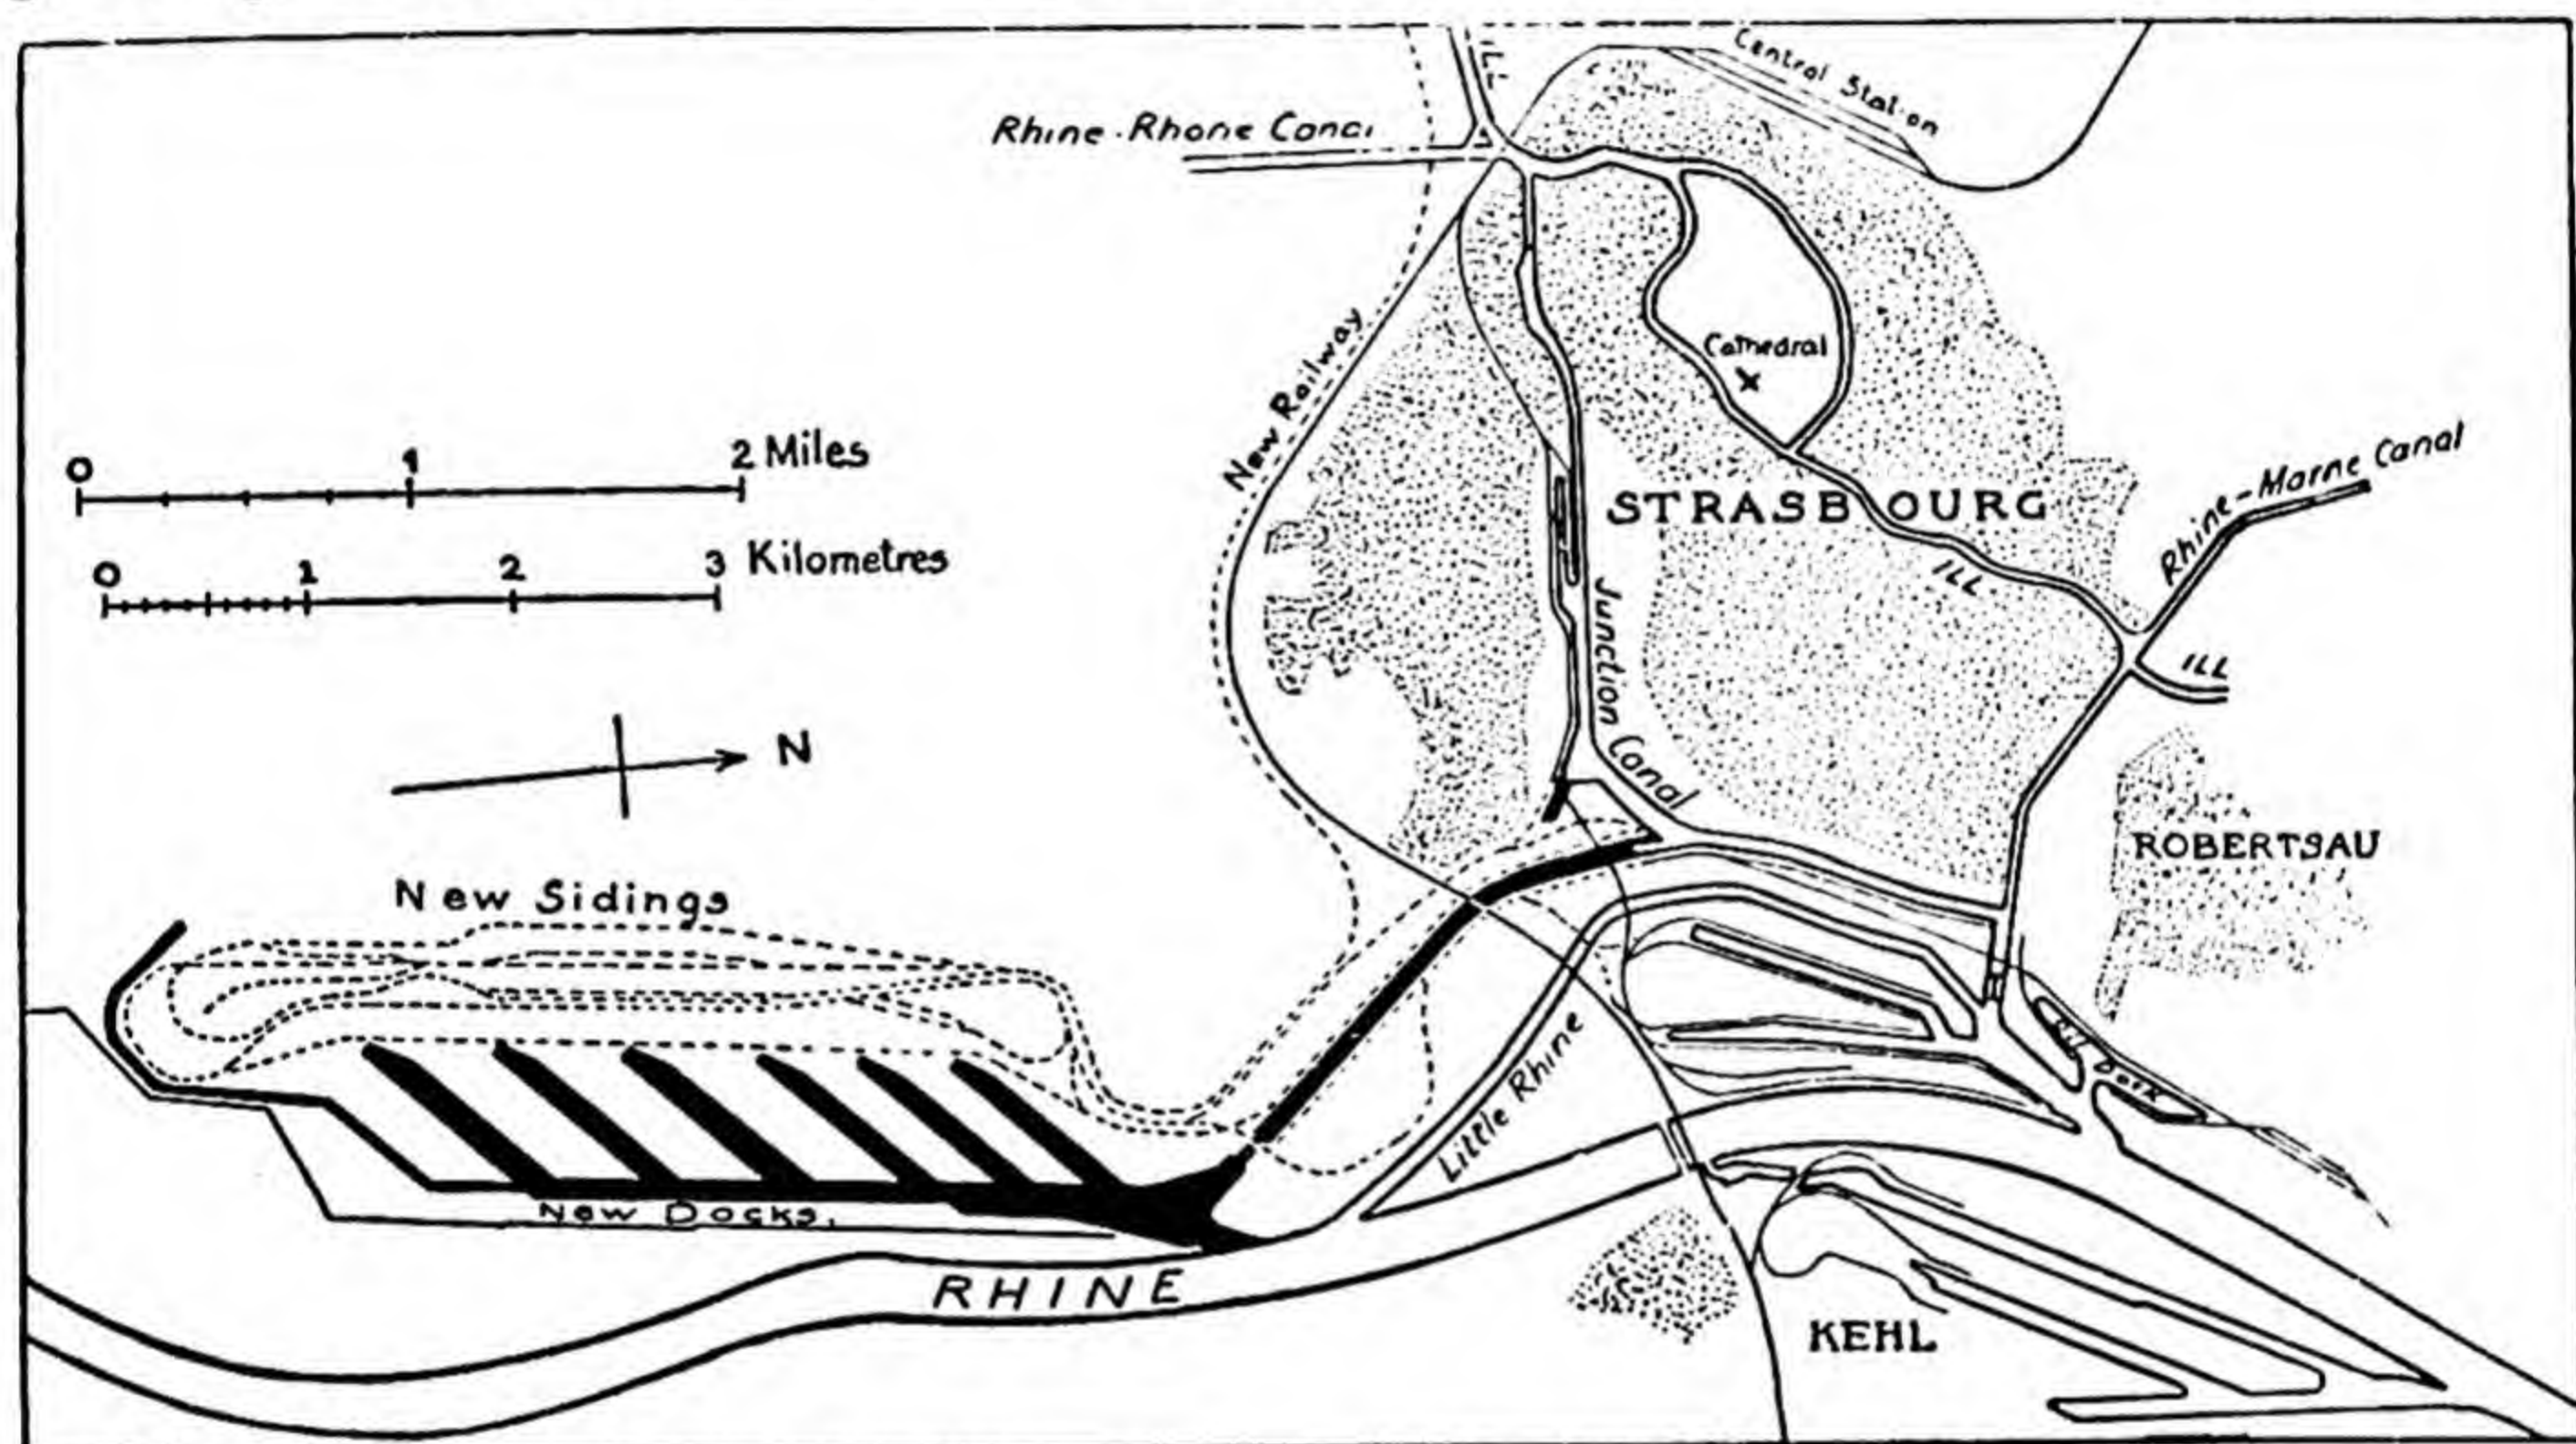 ILL
Central Station
Rhine-Rhone Canal
New Railway
Cathedral
x
0 1 2 Miles
0 1 2 3 Kilometres
STRASBOURG
Rhine-Marne Canal
ILL
ILL
Junction Canal
N
ROBERTSAU
New Sidings
Little Rhine
Dock
New Docks.
RHINE
KEHL